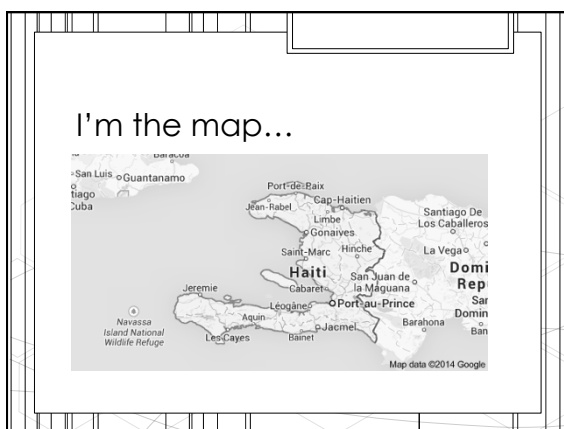 I'm the map…
Baracoa
San Luis
Guantanamo
tiago
Cuba
Port-de-Paix
Jean-Rabel
Cap-Haitien
Limbe
Gonaives
Santiago De
Los Caballeros
Saint-Marc
Hinche
La Vega
Haiti
San Juan de
la Maguana
Domi
Rep
Jeremie
Cabaret
Léogâne
Port-au-Prince
San
Domin
Navassa
Island National
Wildlife Refuge
Aquin
Jacmel
Barahona
Ban
Les Cayes
Bainet
Map data ©2014 Google